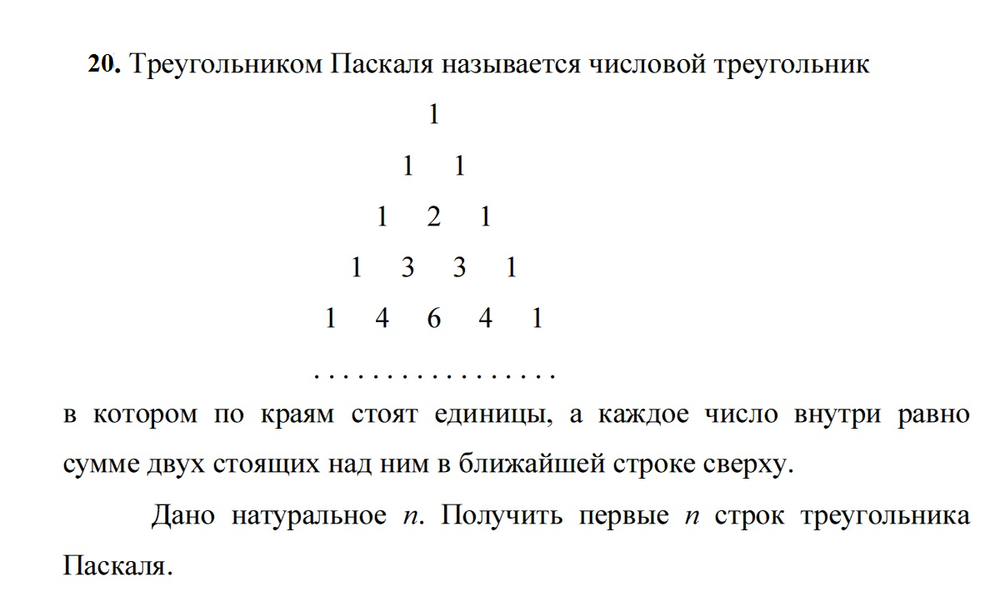 20. Треугольником Паскаля называется числовой треугольник
1
1 1
1 2 1
1 3 3 1
1 4 6 4 1
. . . . . . . . . . . . . . . . .
в котором по краям стоят единицы, а каждое число внутри равно
сумме двух стоящих над ним в ближайшей строке сверху.
Дано натуральное n. Получить первые n строк треугольника
Паскаля.